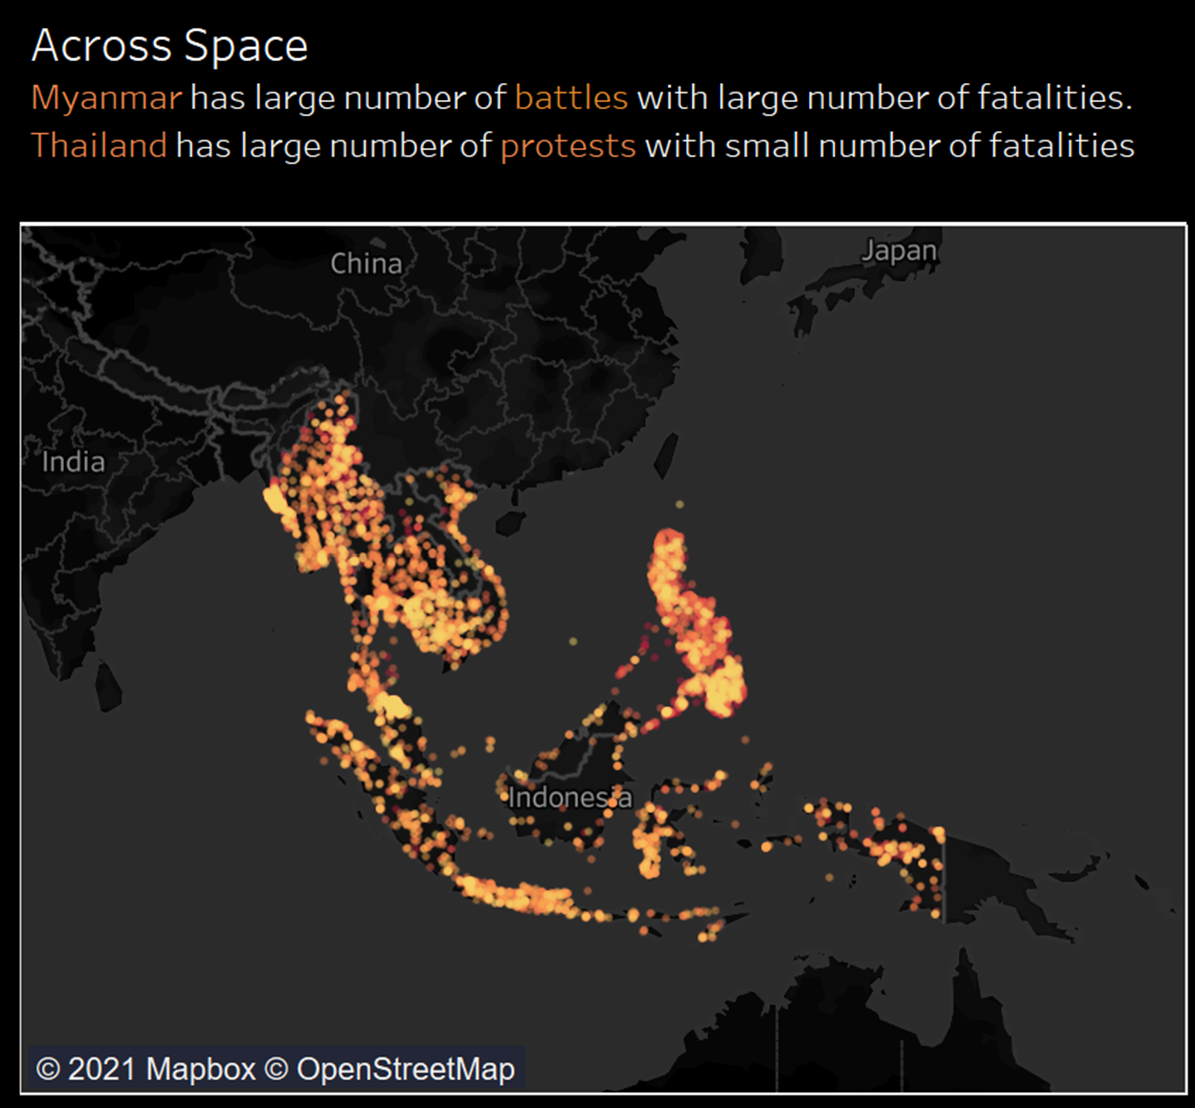 Across Space
Myanmar has large number of battles with large number of fatalities.
Thailand has large number of protests with small number of fatalities
China
Japan
India
Indonesia
© 2021 Mapbox © OpenStreetMap